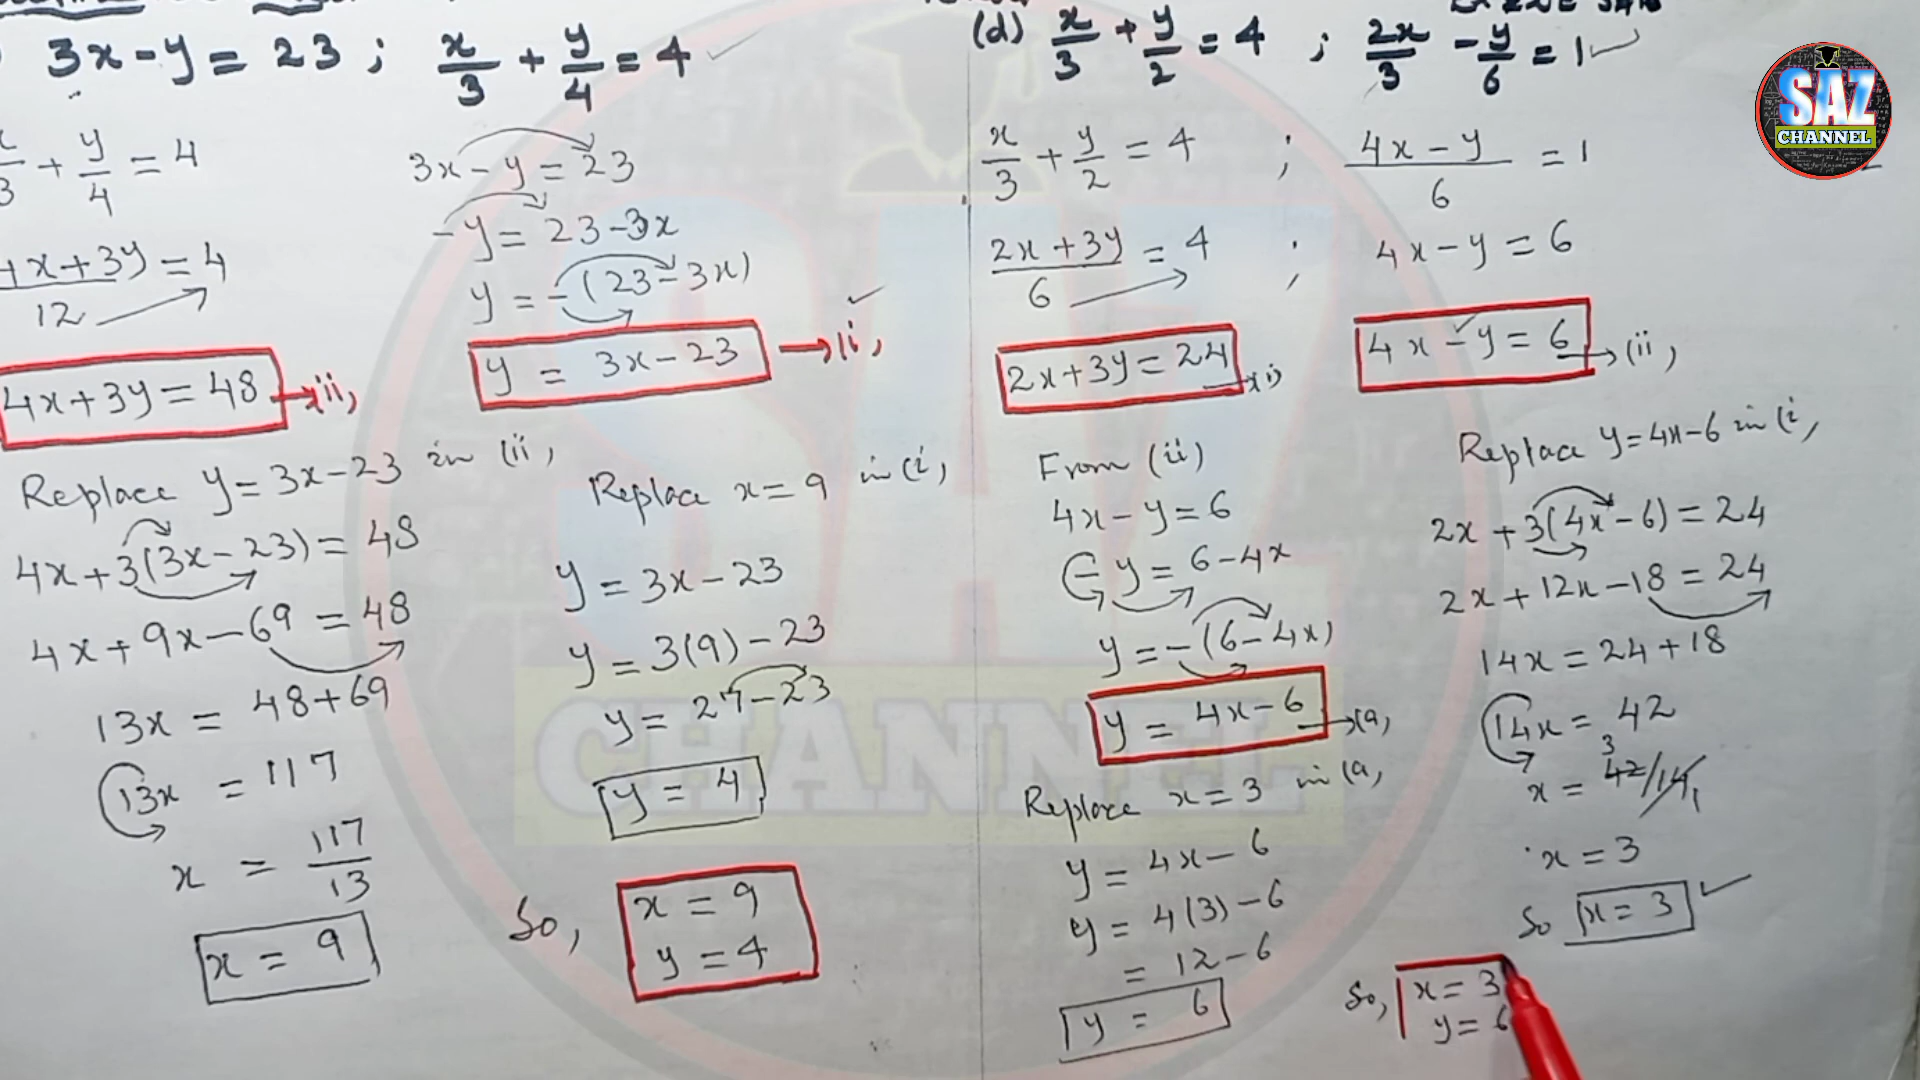 3x - y = 23 ; x/3 + y/4 = 4
/3 + y/4 = 4
x + 3y / 12 = 4
4x + 3y = 48 → ii,
3x - y = 23
- y = 23 - 3x
y = - (23 - 3x)
y = 3x - 23 → (i,
Replace y = 3x - 23 in (ii,
4x + 3(3x - 23) = 48
4x + 9x - 69 = 48
13x = 48 + 69
13x = 117
x = 117/13
x = 9
Replace x = 9 in (i,
y = 3x - 23
y = 3(9) - 23
y = 27 - 23
y = 4
So,
x = 9
y = 4
(d) x/3 + y/2 = 4 ; 2x/3 - y/6 = 1
x/3 + y/2 = 4 ; 4x - y / 6 = 1
2x + 3y / 6 = 4 ; 4x - y = 6
2x + 3y = 24 → i)
4x - y = 6 → (ii,
From (ii)
4x - y = 6
- y = 6 - 4x
y = - (6 - 4x)
y = 4x - 6 → (a,
Replace x = 3 in (a,
y = 4x - 6
y = 4(3) - 6
= 12 - 6
y = 6
Replace y = 4x - 6 in (i,
2x + 3(4x - 6) = 24
2x + 12x - 18 = 24
14x = 24 + 18
14x = 42
x = 42/14
3 1
x = 3
So x = 3
So, x = 3
y = 6
SAZ
CHANNEL
SAZ
CHANNEL